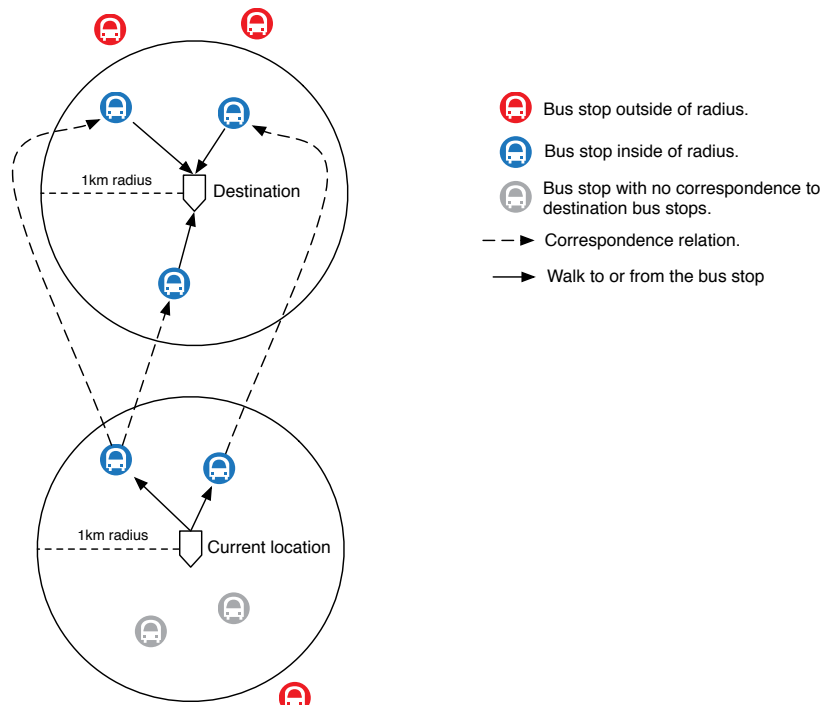 1km radius
Destination
1km radius
Current location
Bus stop outside of radius.
Bus stop inside of radius.
Bus stop with no correspondence to
destination bus stops.
Correspondence relation.
Walk to or from the bus stop